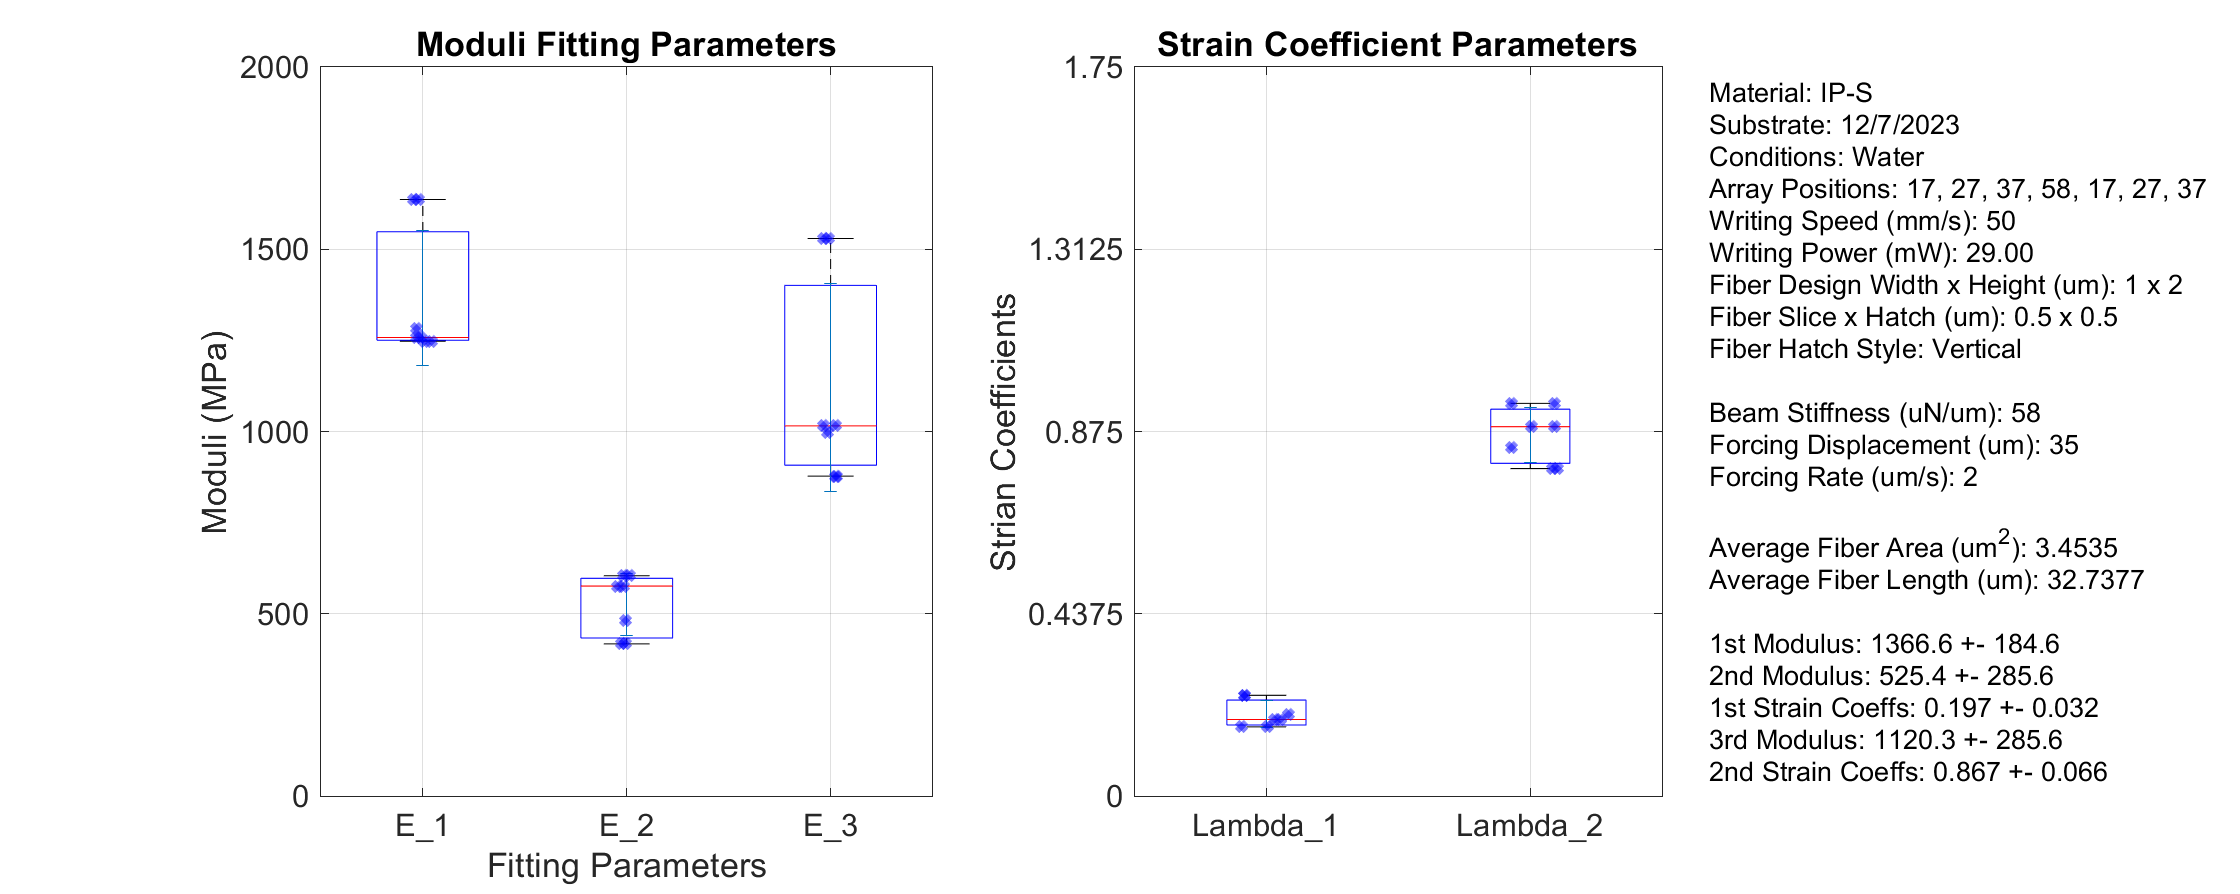 Moduli Fitting Parameters
2000
1500
1000
500
0
Moduli (MPa)
E_1
E_2
E_3
Fitting Parameters
Strain Coefficient Parameters
1.75
1.3125
0.875
0.4375
0
Strian Coefficients
Lambda_1
Lambda_2
Material: IP-S
Substrate: 12/7/2023
Conditions: Water
Array Positions: 17, 27, 37, 58, 17, 27, 37
Writing Speed (mm/s): 50
Writing Power (mW): 29.00
Fiber Design Width x Height (um): 1 x 2
Fiber Slice x Hatch (um): 0.5 x 0.5
Fiber Hatch Style: Vertical
Beam Stiffness (uN/um): 58
Forcing Displacement (um): 35
Forcing Rate (um/s): 2
Average Fiber Area (um²): 3.4535
Average Fiber Length (um): 32.7377
1st Modulus: 1366.6 +- 184.6
2nd Modulus: 525.4 +- 285.6
1st Strain Coeffs: 0.197 +- 0.032
3rd Modulus: 1120.3 +- 285.6
2nd Strain Coeffs: 0.867 +- 0.066